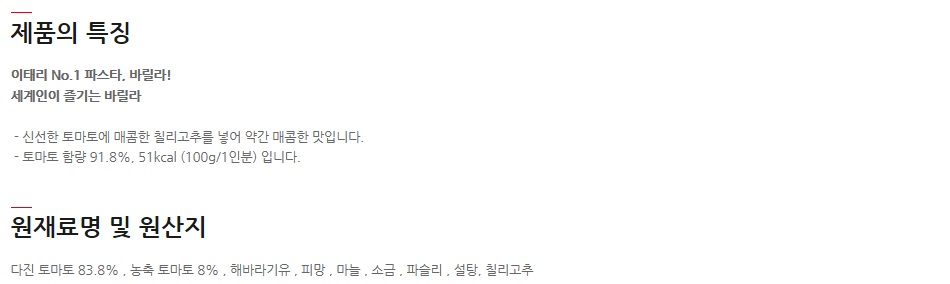 제품의 특징
이태리 No.1 파스타, 바릴라!
세계인이 즐기는 바릴라
- 신선한 토마토에 매콤한 칠리고추를 넣어 약간 매콤한 맛입니다.
- 토마토 함량 91.8%, 51kcal (100g/1인분) 입니다.
원재료명 및 원산지
다진 토마토 83.8% , 농축 토마토 8% , 해바라기유 , 피망 , 마늘 , 소금 , 파슬리 , 설탕, 칠리고추